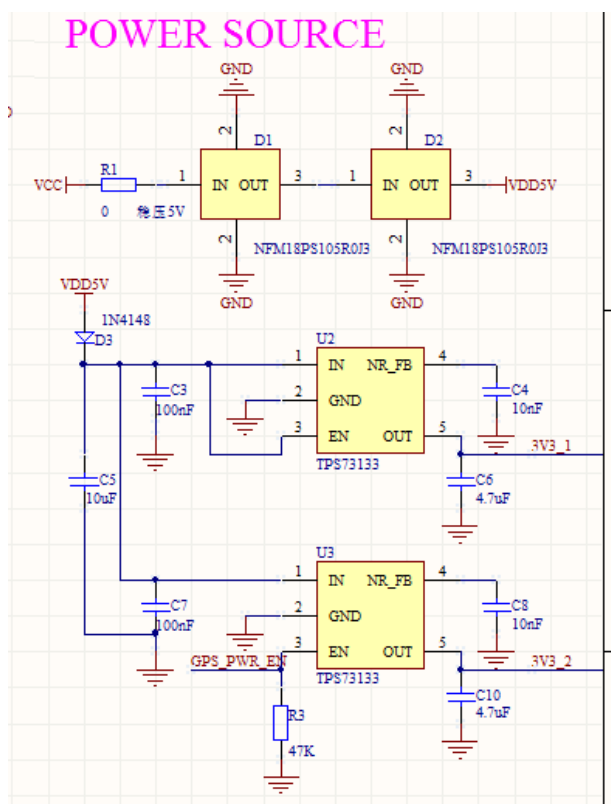 POWER SOURCE
GND
GND
2
2
R1
D1
D2
VCC
1
IN
OUT
3
1
IN
OUT
3
VDD5V
0
稳压5V
2
2
NFM18PS105R0J3
NFM18PS105R0J3
GND
GND
VDD5V
1N4148
D3
U2
1
IN
NR_FB
4
C3
100nF
2
GND
C4
10nF
3
EN
OUT
5
TPS73133
3V3_1
C5
10uF
C6
4.7uF
U3
1
IN
NR_FB
4
C7
100nF
2
GND
C8
10nF
3
EN
OUT
5
GPS_PWR_EN
TPS73133
3V3_2
R3
47K
C10
4.7uF